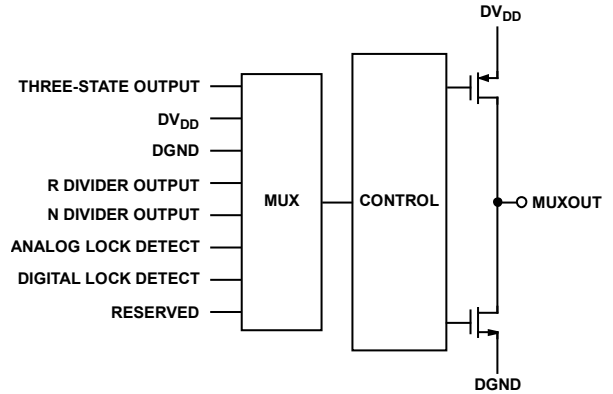 DVDD
THREE-STATE OUTPUT
DVDD
DGND
R DIVIDER OUTPUT
N DIVIDER OUTPUT
ANALOG LOCK DETECT
DIGITAL LOCK DETECT
RESERVED
MUX
CONTROL
MUXOUT
DGND